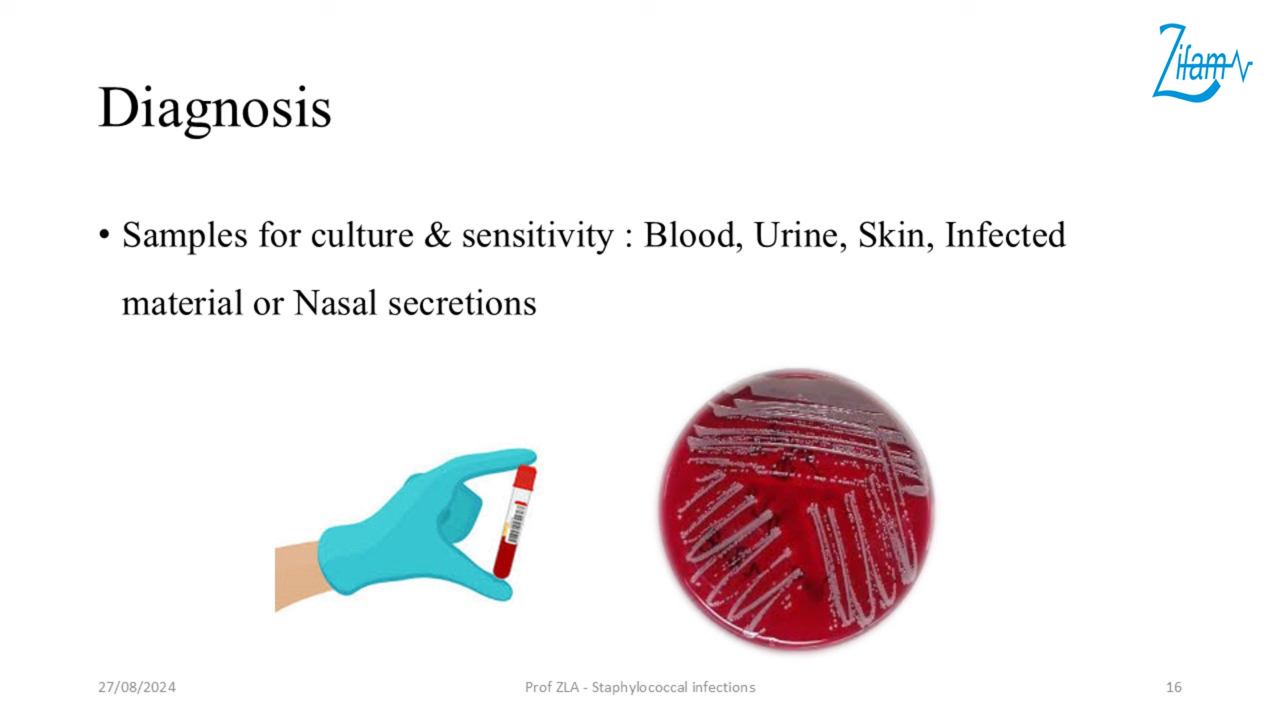 Zifam
Diagnosis
• Samples for culture & sensitivity : Blood, Urine, Skin, Infected
material or Nasal secretions
27/08/2024
Prof ZLA - Staphylococcal infections
16